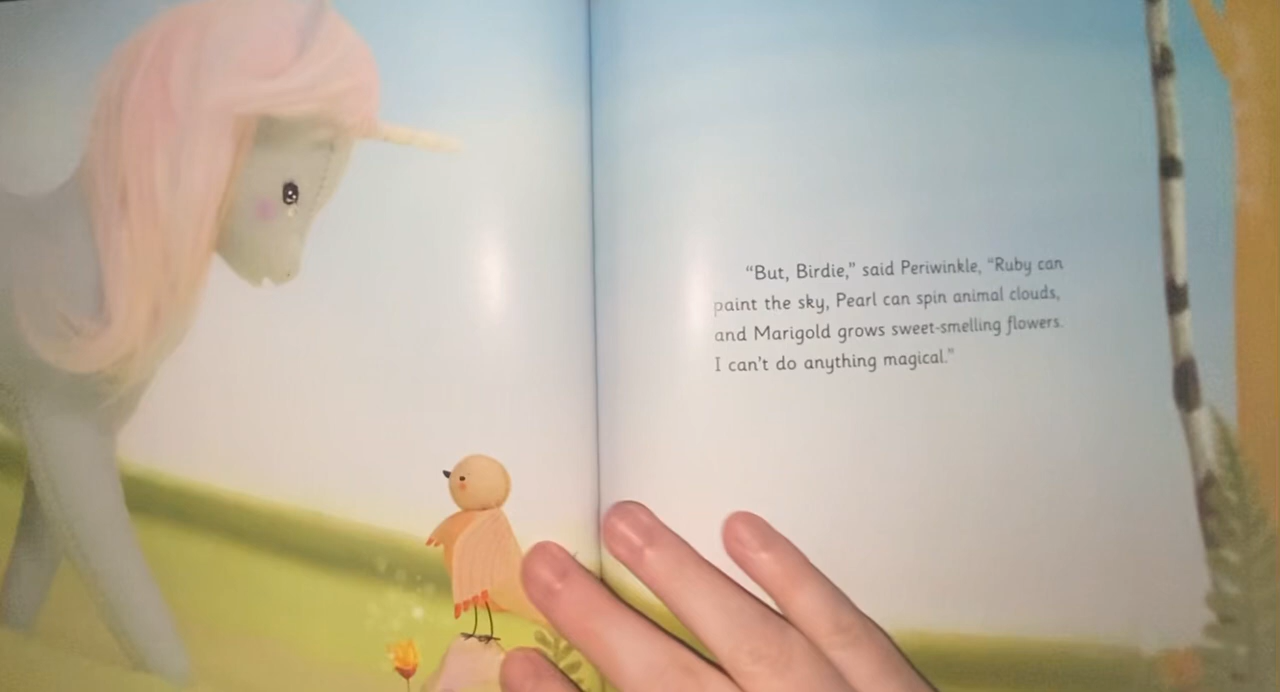 “But, Birdie,” said Periwinkle, “Ruby can
paint the sky, Pearl can spin animal clouds,
and Marigold grows sweet-smelling flowers.
I can’t do anything magical.”